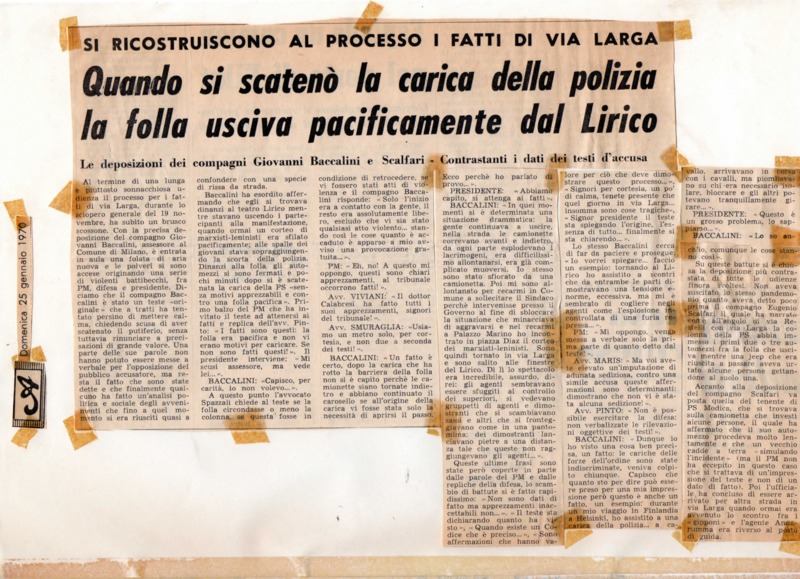 SI RICOSTRUISCONO AL PROCESSO I FATTI DI VIA LARGA
Quando si scatenò la carica della polizia
la folla usciva pacificamente dal Lirico
Le deposizioni dei compagni Giovanni Baccalini e Scalfari - Contrastanti i dati dei testi d'accusa
Domenica 25 gennaio 1970
Al termine di una lunga
e piuttosto sonnacchiosa u-
dienza il processo per i fat-
ti di via Larga, durante lo
sciopero generale del 19 no-
vembre, ha subito un brusco
scossone. Con la precisa de-
posizione del compagno Gio-
vanni Baccalini, assessore al
Comune di Milano, è entrata
in aula una folata di aria
nuova e le polveri si sono
accese originando una serie
di violenti battibecchi, fra
PM, difesa e presidente. Di-
ciamo che il compagno Bac-
calini è stato un teste «ori-
ginale» che a tratti ha ten-
tato persino di mettere cal-
ma, chiedendo scusa di aver
scatenato il putiferio, senza
tuttavia rinunciare a preci-
sazioni di grande valore. Una
parte delle sue parole non
hanno potuto essere messe a
verbale per l'opposizione del
pubblico accusatore, ma re-
sta il fatto che sono state
dette e che finalmente qual-
cuno ha fatto un'analisi po-
litica e sociale degli avveni-
menti che fino a quel mo-
mento si era riusciti quasi a
confondere con una specie
di rissa da strada.
Baccalini ha esordito affer-
mando che egli si trovava
dinanzi al teatro Lirico men-
tre stavano uscendo i parte-
cipanti alla manifestazione,
quando ormai un corteo di
marxisti-leninisti era sfilato
pacificamente; alle spalle dei
giovani stava sopraggiungen-
do la scorta della polizia.
Dinanzi alla folla gli auto-
mezzi si sono fermati e po-
chi minuti dopo si è scate-
nata la carica della PS «sen-
za motivi apprezzabili e con-
tro una folla pacifica». Pri-
mo balzo del PM che ha in-
vitato il teste ad attenersi ai
fatti e replica dell'avv. Pin-
to: «I fatti sono questi: la
folla era pacifica e non vi
erano motivi per caricare. Se
non sono fatti questi". Il
presidente interviene: «Mi
scusi assessore, ma vede
lei...».
BACCALINI: «Capisco, per
carità, io non volevo...».
A questo punto l'avvocato
Spazzali chiede al teste se
la folla circondasse o meno la
colonna, se questa fosse in
condizione di retrocedere, se
vi fossero stati atti di vio-
lenza e il compagno Bacca-
lini risponde: «Solo l'inizio
era a contatto con la gente, il
resto era assolutamente libe-
ro, escludo che vi sia stato
qualsiasi atto violento... stan-
do così le cose quanto è ac-
caduto è apparso a mio av-
viso una provocazione gra-
tuita...».
PM: «Eh, no! A questo mi
oppongo, questi sono chiari
apprezzamenti, al tribunale
occorrono fatti!».
Avv. VIVIANI: «Il dottor
Calabresi ha fatto tutti i
suoi apprezzamenti, signori
del tribunale!».
Avv. SMURAGLIA: «Usia-
mo un metro solo, per cor-
tesia, e non due a seconda
dei testi!».
BACCALINI: «Un fatto è
certo, dopo la carica che ha
rotto la barriera della folla
non si è capito perchè le ca-
mionette siano tornate indie-
tro e abbiano continuato il
carosello se all'origine della
carica vi fosse stato solo la
necessità di aprirsi il passo.
Ecco perchè ho parlato di
provo...».
PRESIDENTE: «Abbiamo
capito, si attenga ai fatti».
BACCALINI: «In quei mo-
menti si è determinata una
situazione drammatica: la
gente continuava a uscire,
nella strada le camionette
correvano avanti e indietro,
da ogni parte esplodevano i
lacrimogeni, era difficilissi-
mo allontanarsi, era già com-
plicato muoversi. Io stesso
sono stato sfiorato da una
camionetta. Poi mi sono al-
lontanato per recarmi in Co-
mune a sollecitare il Sindaco
perchè intervenisse presso il
Governo al fine di sbloccare
la situazione che minacciava
di aggravarsi e nel recarmi
a Palazzo Marino ho incon-
trato in piazza Diaz il corteo
dei marxisti-leninisti. Sono
quindi tornato in via Larga
e sono salito alle finestre
del Lirico. Di lì lo spettacolo
era incredibile, assurdo, di-
rei: gli agenti sembravano
essere sfuggiti al controllo
dei superiori, si vedevano
gruppetti di agenti e dimo-
stranti che si scambiavano
sassi e altri che si fronteg-
giavano come in una panto-
mima; dei dimostranti lan-
ciavano pietre a una distan-
za tale che queste non rag-
giungevano gli agenti...».
Queste ultime frasi sono
state però coperte in parte
dalle parole del PM e dalle
repliche della difesa, lo scam-
bio di battute si è fatto rapi-
dissimo: «Non sono dati di
fatto ma apprezzamenti inac-
cettabili non...». «Il teste sta
dichiarando quanto ha vi-
sto», «Quando esiste un Co-
dice che è preciso...», «Sono
affermazioni che hanno va-
lore per ciò che deve dimo-
strare questo processo...».
«Signori per cortesia, un po'
di calma, tenete presente che
quel giorno in via Larga...
insomma sono cose tragiche»,
«Signor presidente il teste
sta spiegando l'origine, l'es-
senza di tutto... finalmente ci
sta chiarendo...».
Lo stesso Baccalini cerca
di far da paciere e prosegue:
«Io vorrei spiegare... faccio
un esempio: tornando al Liri-
co ho assistito a scontri
che da entrambe le parti di-
mostravano una tensione e-
norme, eccessiva, ma mi è
sembrato di cogliere negli
agenti come l'esplosione in-
controllata di una furia re-
pressa...».
PM: «Mi oppongo, venga
messa a verbale solo la pri-
ma parte di quanto detto dal
teste».
Avv. MARIS: «Ma voi ave-
te elevato un'imputazione di
adunata sediziosa, contro una
simile accusa queste affer-
mazioni sono determinanti:
dimostrano che non vi è sta-
ta alcuna sedizione!».
Avv. PINTO: «Non è pos-
sibile esercitare la difesa:
non verbalizzate le rilevazio-
ni oggettive dei testi!».
BACCALINI: «Dunque io
ho visto una cosa ben preci-
sa, un fatto: le cariche delle
forze dell'ordine sono state
indiscriminate, veniva colpi-
to chiunque. Capisco che
quanto sto per dire può esse-
re preso per una mia impres-
sione però questo è anche un
fatto, un esempio: durante
un mio viaggio in Finlandia
a Helsinki, ho assistito a ca-
vallo, arrivavano in corsa
con i cavalli, ma picchiava-
no su chi era necessario iso-
lare, bloccare e gli altri po-
tevano tranquillamente gi-
rare...».
PRESIDENTE: «Questo è
un grosso problema, lo sap-
piamo».
BACCALINI: «Lo so an-
ch'io, comunque le cose stan-
no così».
Su queste battute si è chiu-
sa la deposizione più contra-
stata di tutte le udienze
finora svoltesi. Non aveva
suscitato, lo stesso pandemo-
nio quanto aveva detto poco
prima il compagno Eugenio
Scalfari, il quale ha narrato
come all'angolo di via Re-
stelli con via Larga la co-
lonna della PS avesse som-
messo i primi due o tre auto-
mezzi fra la folla che usciva
mentre una jeep che era
riuscita a passare aveva ur-
tato alcune persone gettan-
done al suolo una.
Accanto alla deposizione
del compagno Scalfari va
posta quella del tenente di
PS Modica, che si trovava
sulla camionetta che investì
alcune persone, il quale ha
affermato che il suo auto-
mezzo procedeva molto len-
tamente e che un vecchio
cadde a terra «simulando
l'incidente» (ma il PM non
ha eccepito in questo caso
che si trattava di un'impres-
sione del teste e non di un
dato di fatto). Poi l'ufficia-
le, ha concluso di essere arri-
vato per altra strada in via
Larga quando ormai era